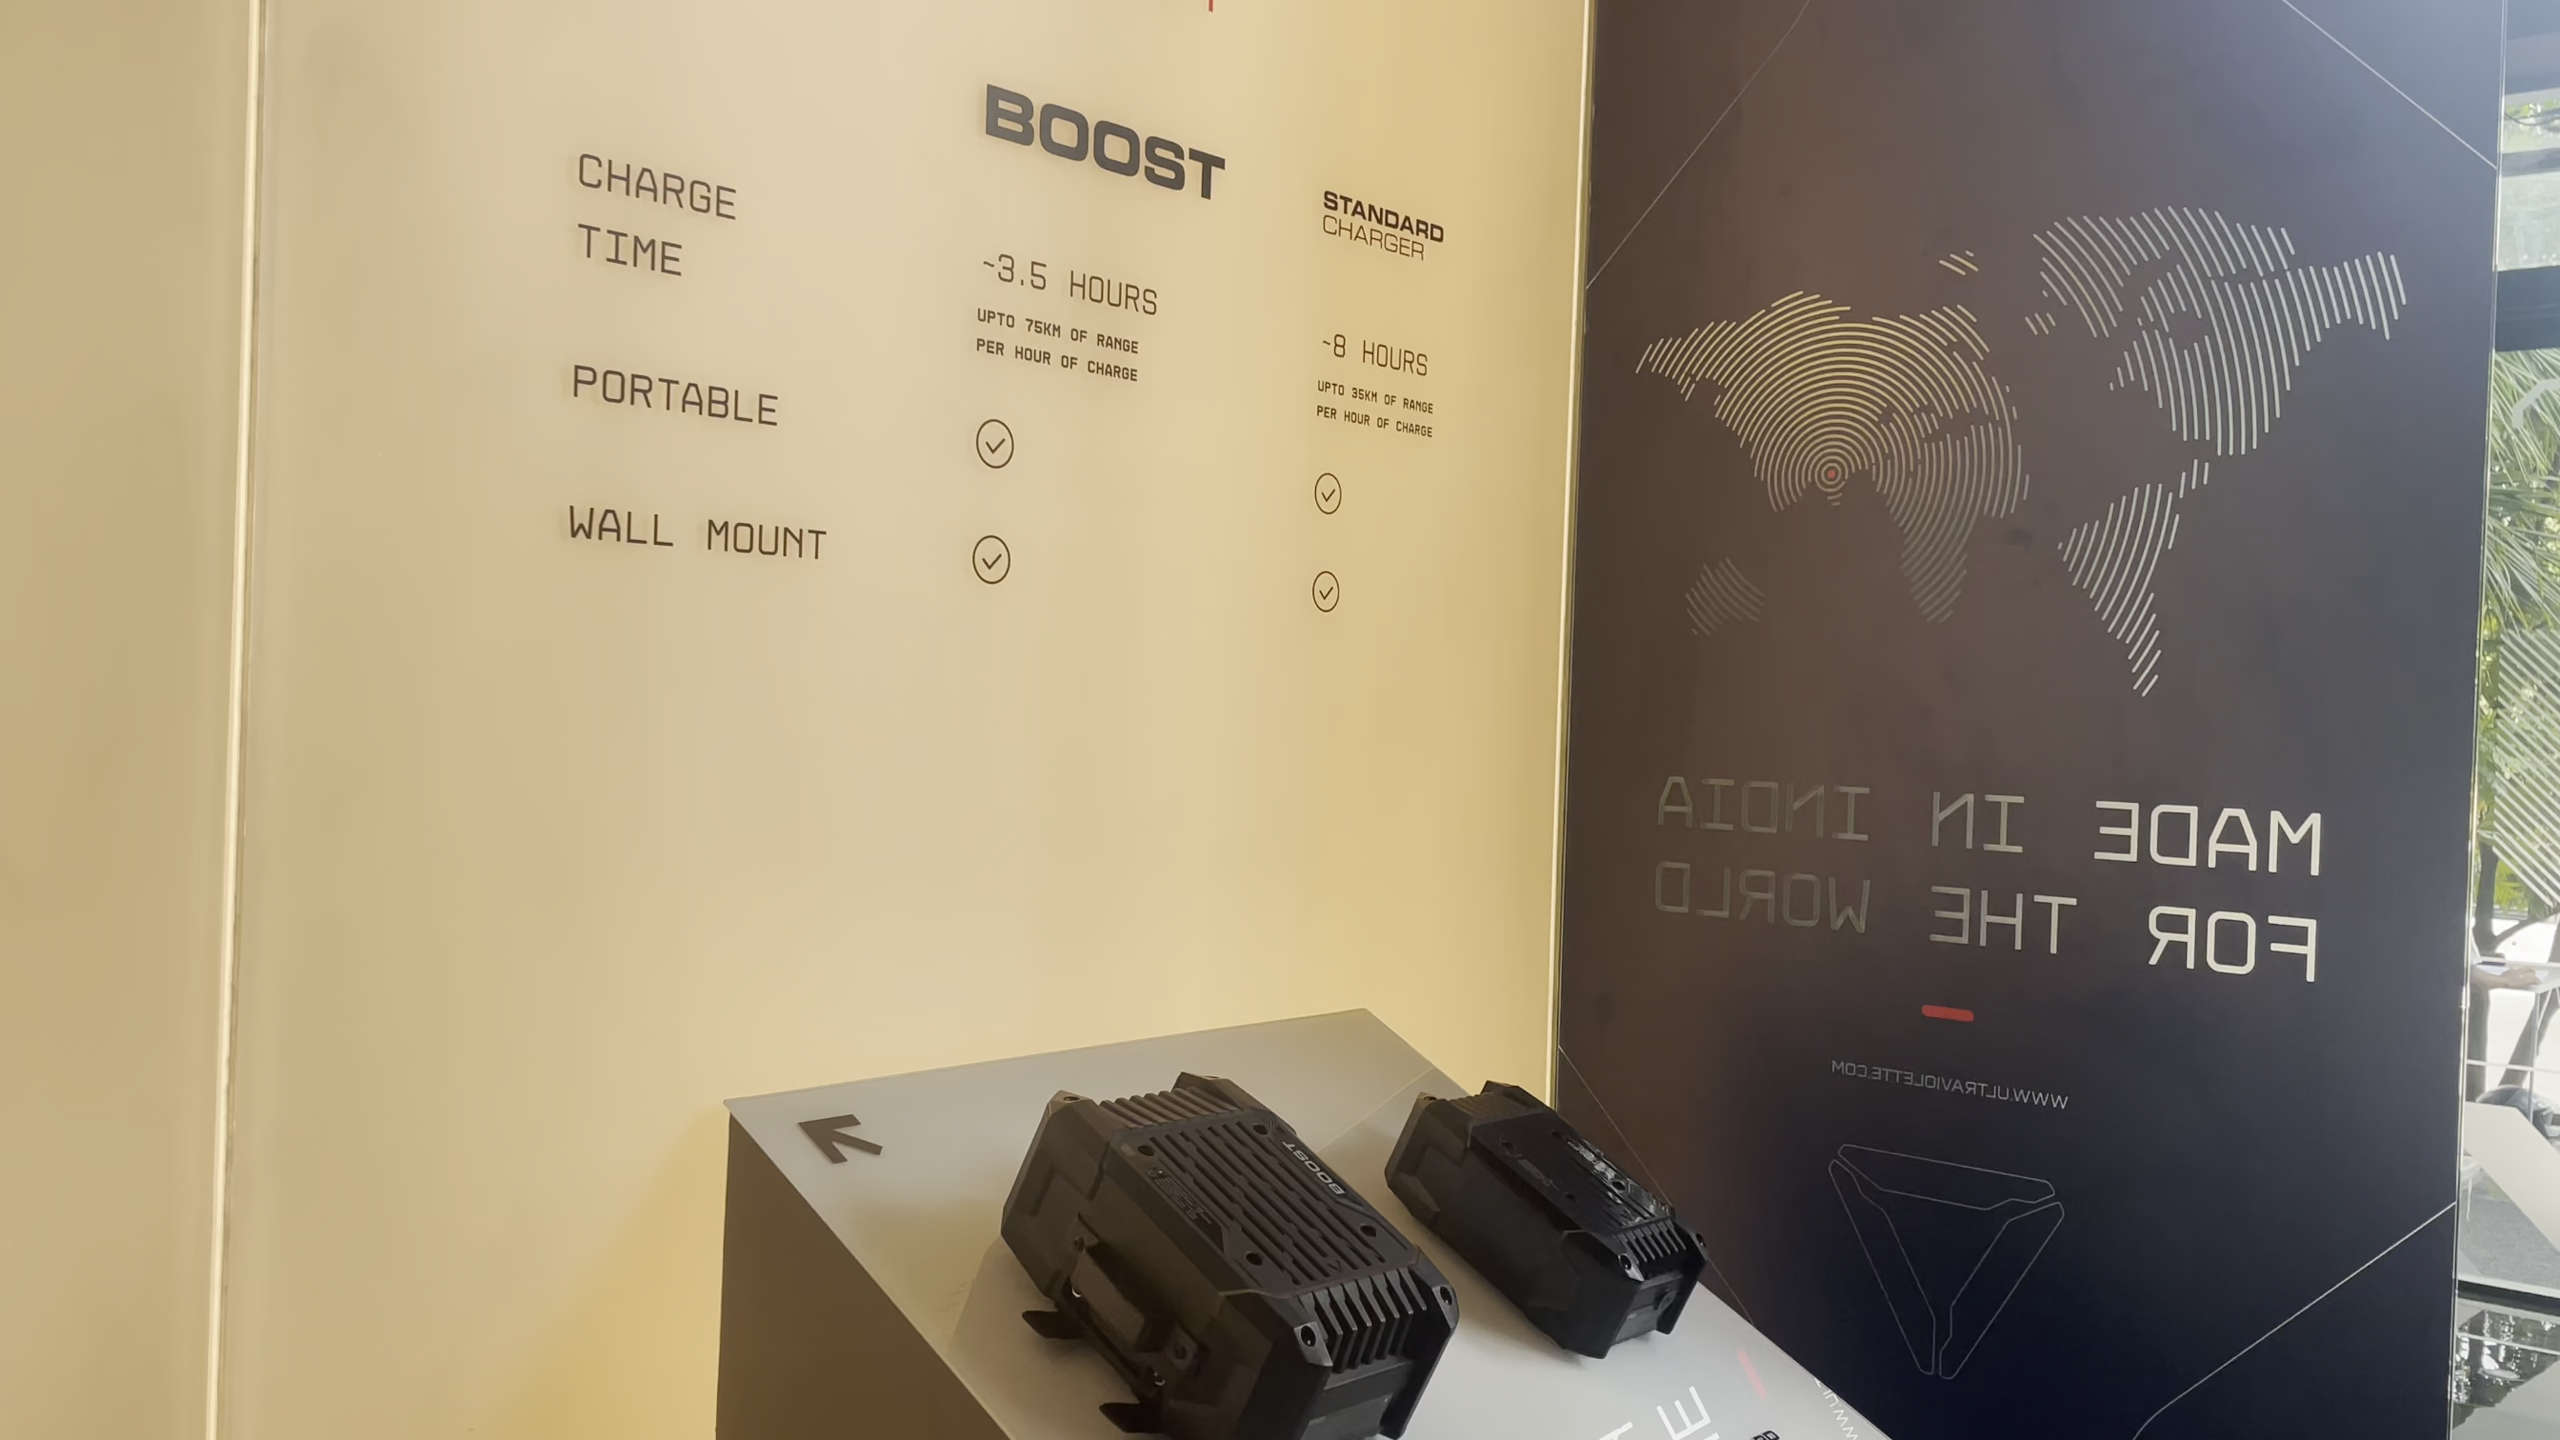 BOOST
STANDARD
CHARGER
CHARGE
TIME
~3.5 HOURS
UPTO 75KM OF RANGE
PER HOUR OF CHARGE
~8 HOURS
UPTO 35KM OF RANGE
PER HOUR OF CHARGE
PORTABLE
WALL MOUNT
MADE IN INDIA
FOR THE WORLD
WWW.ULTRAVIOLETTE.COM
BOOST